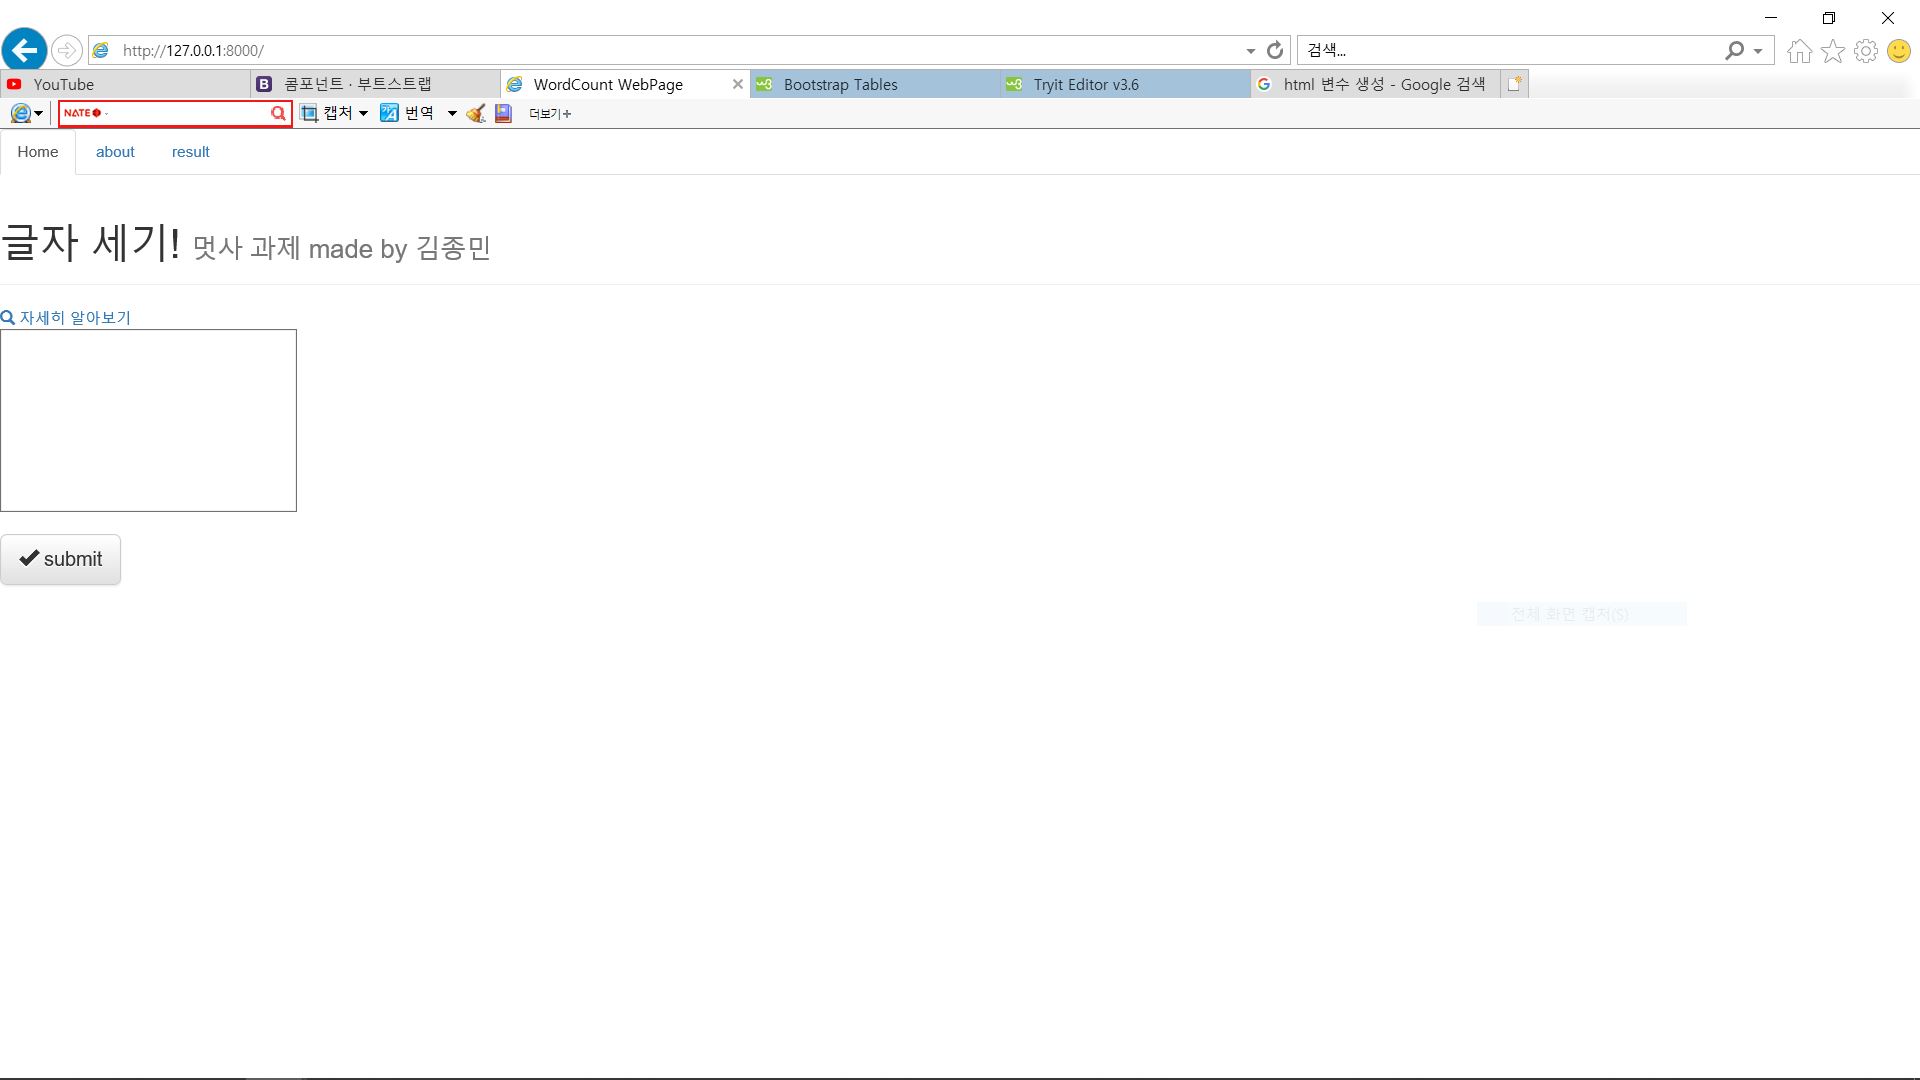 http://127.0.0.1:8000/
검색...
YouTube
콤포넌트 · 부트스트랩
WordCount WebPage
Bootstrap Tables
Tryit Editor v3.6
html 변수 생성 - Google 검색
NATE
캡처
번역
더보기+
Home
about
result
글자 세기! 멋사 과제 made by 김종민
자세히 알아보기
submit
전체 화면 캡처(S)